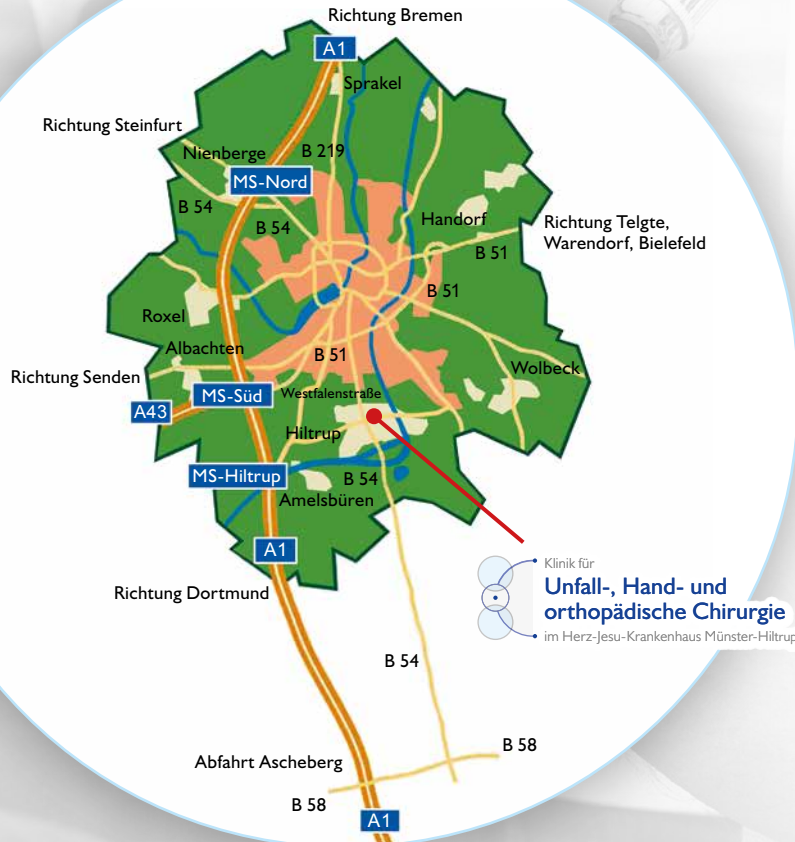 Richtung Bremen
A1
Sprakel
Richtung Steinfurt
Nienberge
B 219
MS-Nord
B 54
B 54
Handorf
Richtung Telgte,
Warendorf, Bielefeld
B 51
B 51
Roxel
Albachten
B 51
Wolbeck
Richtung Senden
MS-Süd
Westfalenstraße
A43
Hiltrup
MS-Hiltrup
B 54
Amelsbüren
A1
Klinik für
Unfall-, Hand- und
orthopädische Chirurgie
im Herz-Jesu-Krankenhaus Münster-Hiltrup
Richtung Dortmund
B 54
B 58
Abfahrt Ascheberg
B 58
A1